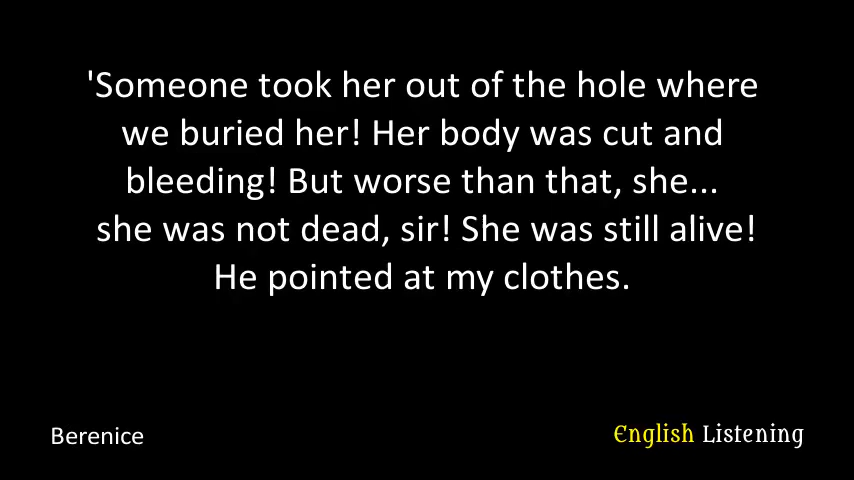 'Someone took her out of the hole where
we buried her! Her body was cut and
bleeding! But worse than that, she...
she was not dead, sir! She was still alive!
He pointed at my clothes.
Berenice
English Listening